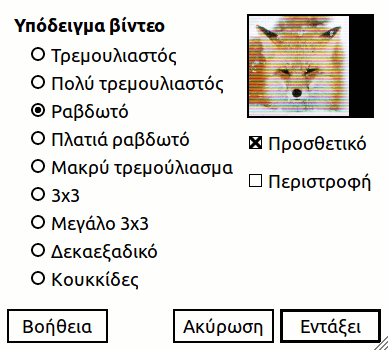 Υπόδειγμα βίντεο
Τρεμουλιαστός
Πολύ τρεμουλιαστός
Ραβδωτό
Πλατιά ραβδωτό
Μακρύ τρεμούλιασμα
3x3
Μεγάλο 3x3
Δεκαεξαδικό
Κουκκίδες
Προσθετικό
Περιστροφή
Βοήθεια
Ακύρωση
Εντάξει